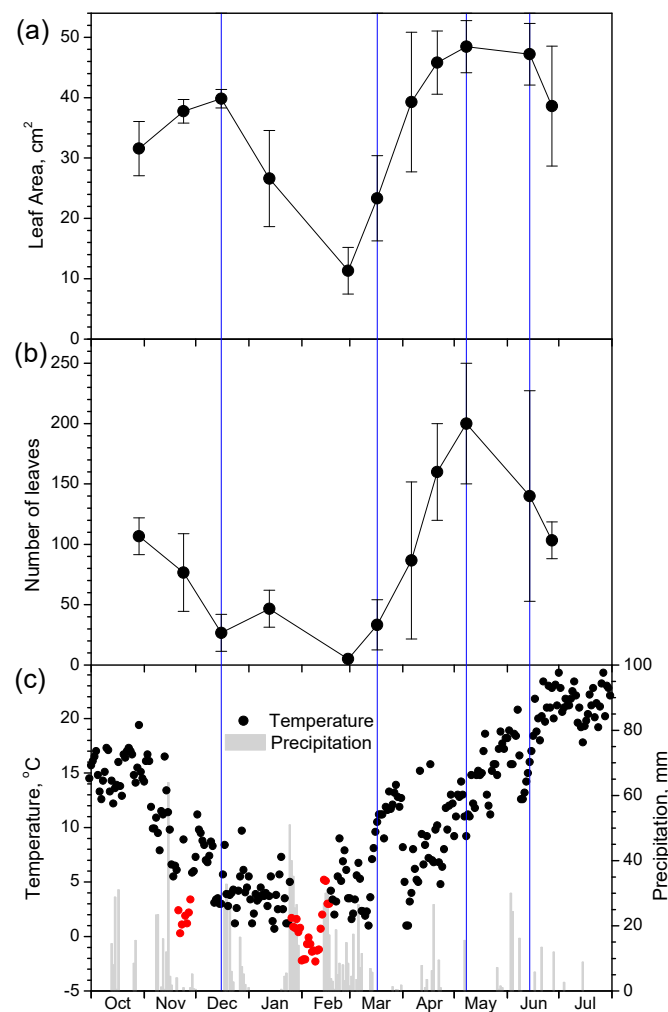 (a)
50
40
30
20
10
0
Leaf Area, cm²
(b)
250
200
150
100
50
0
Number of leaves
(c)
100
80
60
40
20
0
20
15
10
5
0
-5
Temperature, °C
Precipitation, mm
Temperature
Precipitation
Oct Nov Dec Jan Feb Mar Apr May Jun Jul